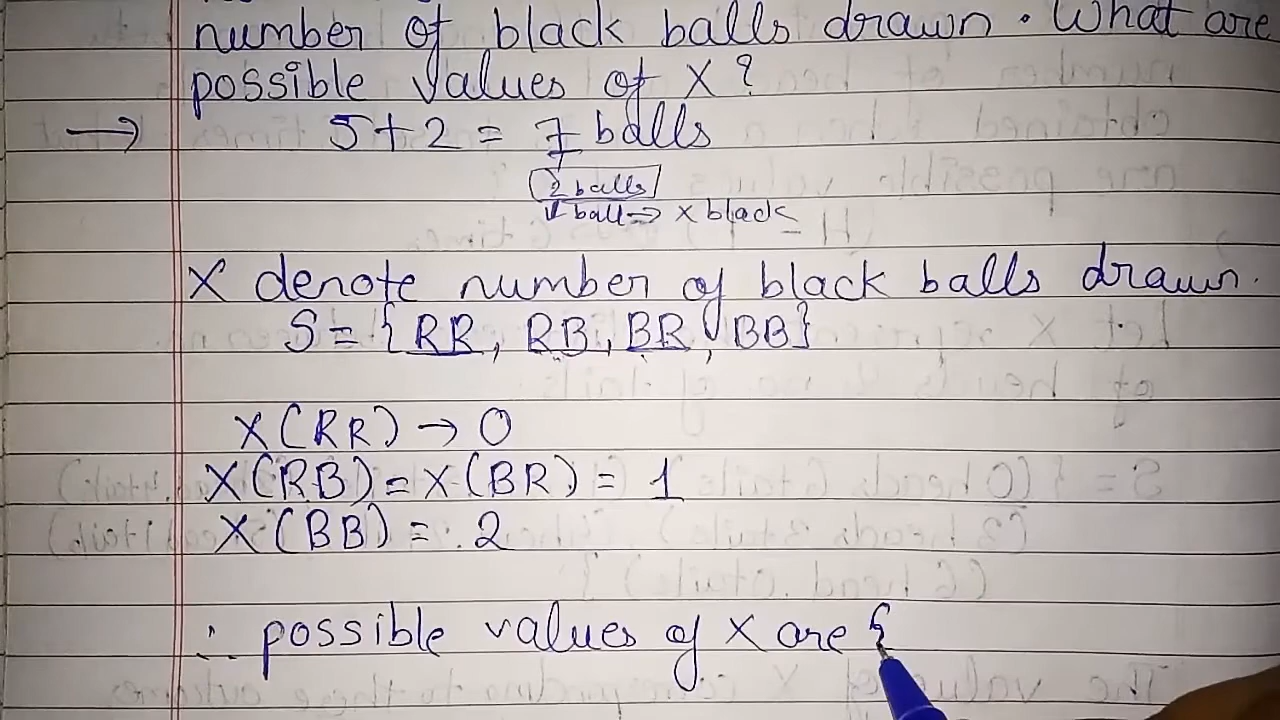 number of black balls drawn. What are
possible values of X?
→ 5+2 = 7 balls
2 balls
ball → X black
X denote number of black balls drawn.
S = {RR, RB, BR, BB}
X(RR) → 0
X(RB) = X(BR) = 1
X(BB) = 2
∴ possible values of X are {